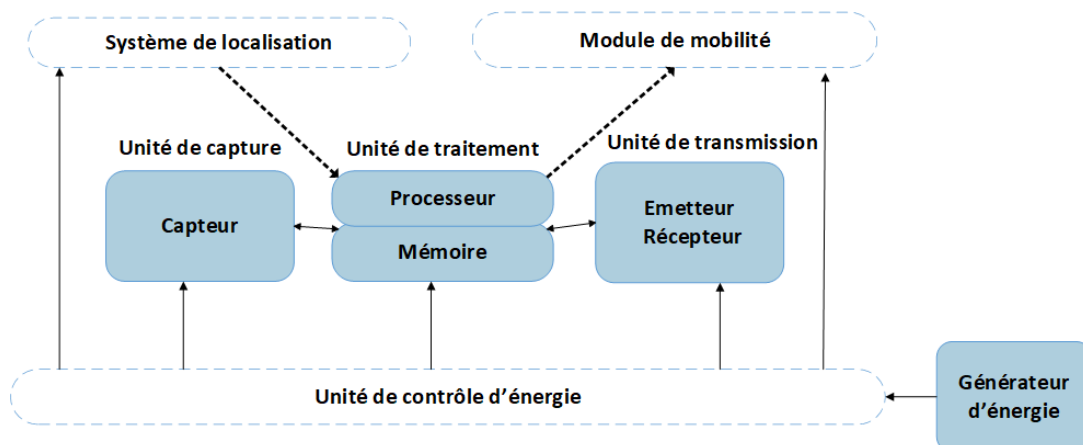 Système de localisation
Module de mobilité
Unité de capture
Unité de traitement
Unité de transmission
Capteur
Processeur
Mémoire
Emetteur
Récepteur
Unité de contrôle d’énergie
Générateur
d’énergie